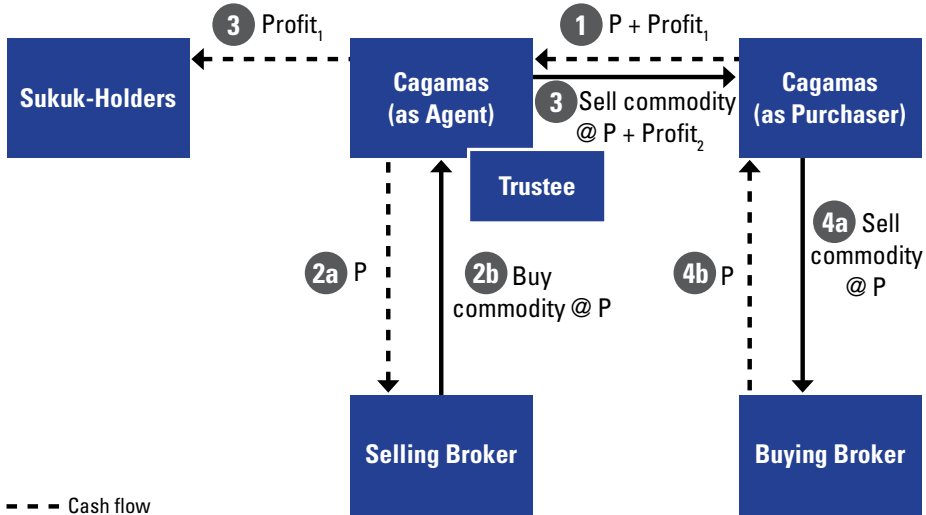 3 Profit₁
1 P + Profit₁
Sukuk-Holders
Cagamas
(as Agent)
3 Sell commodity
@ P + Profit₂
Cagamas
(as Purchaser)
Trustee
2a P
2b Buy
commodity @ P
4b P
4a Sell
commodity
@ P
Selling Broker
Buying Broker
Cash flow